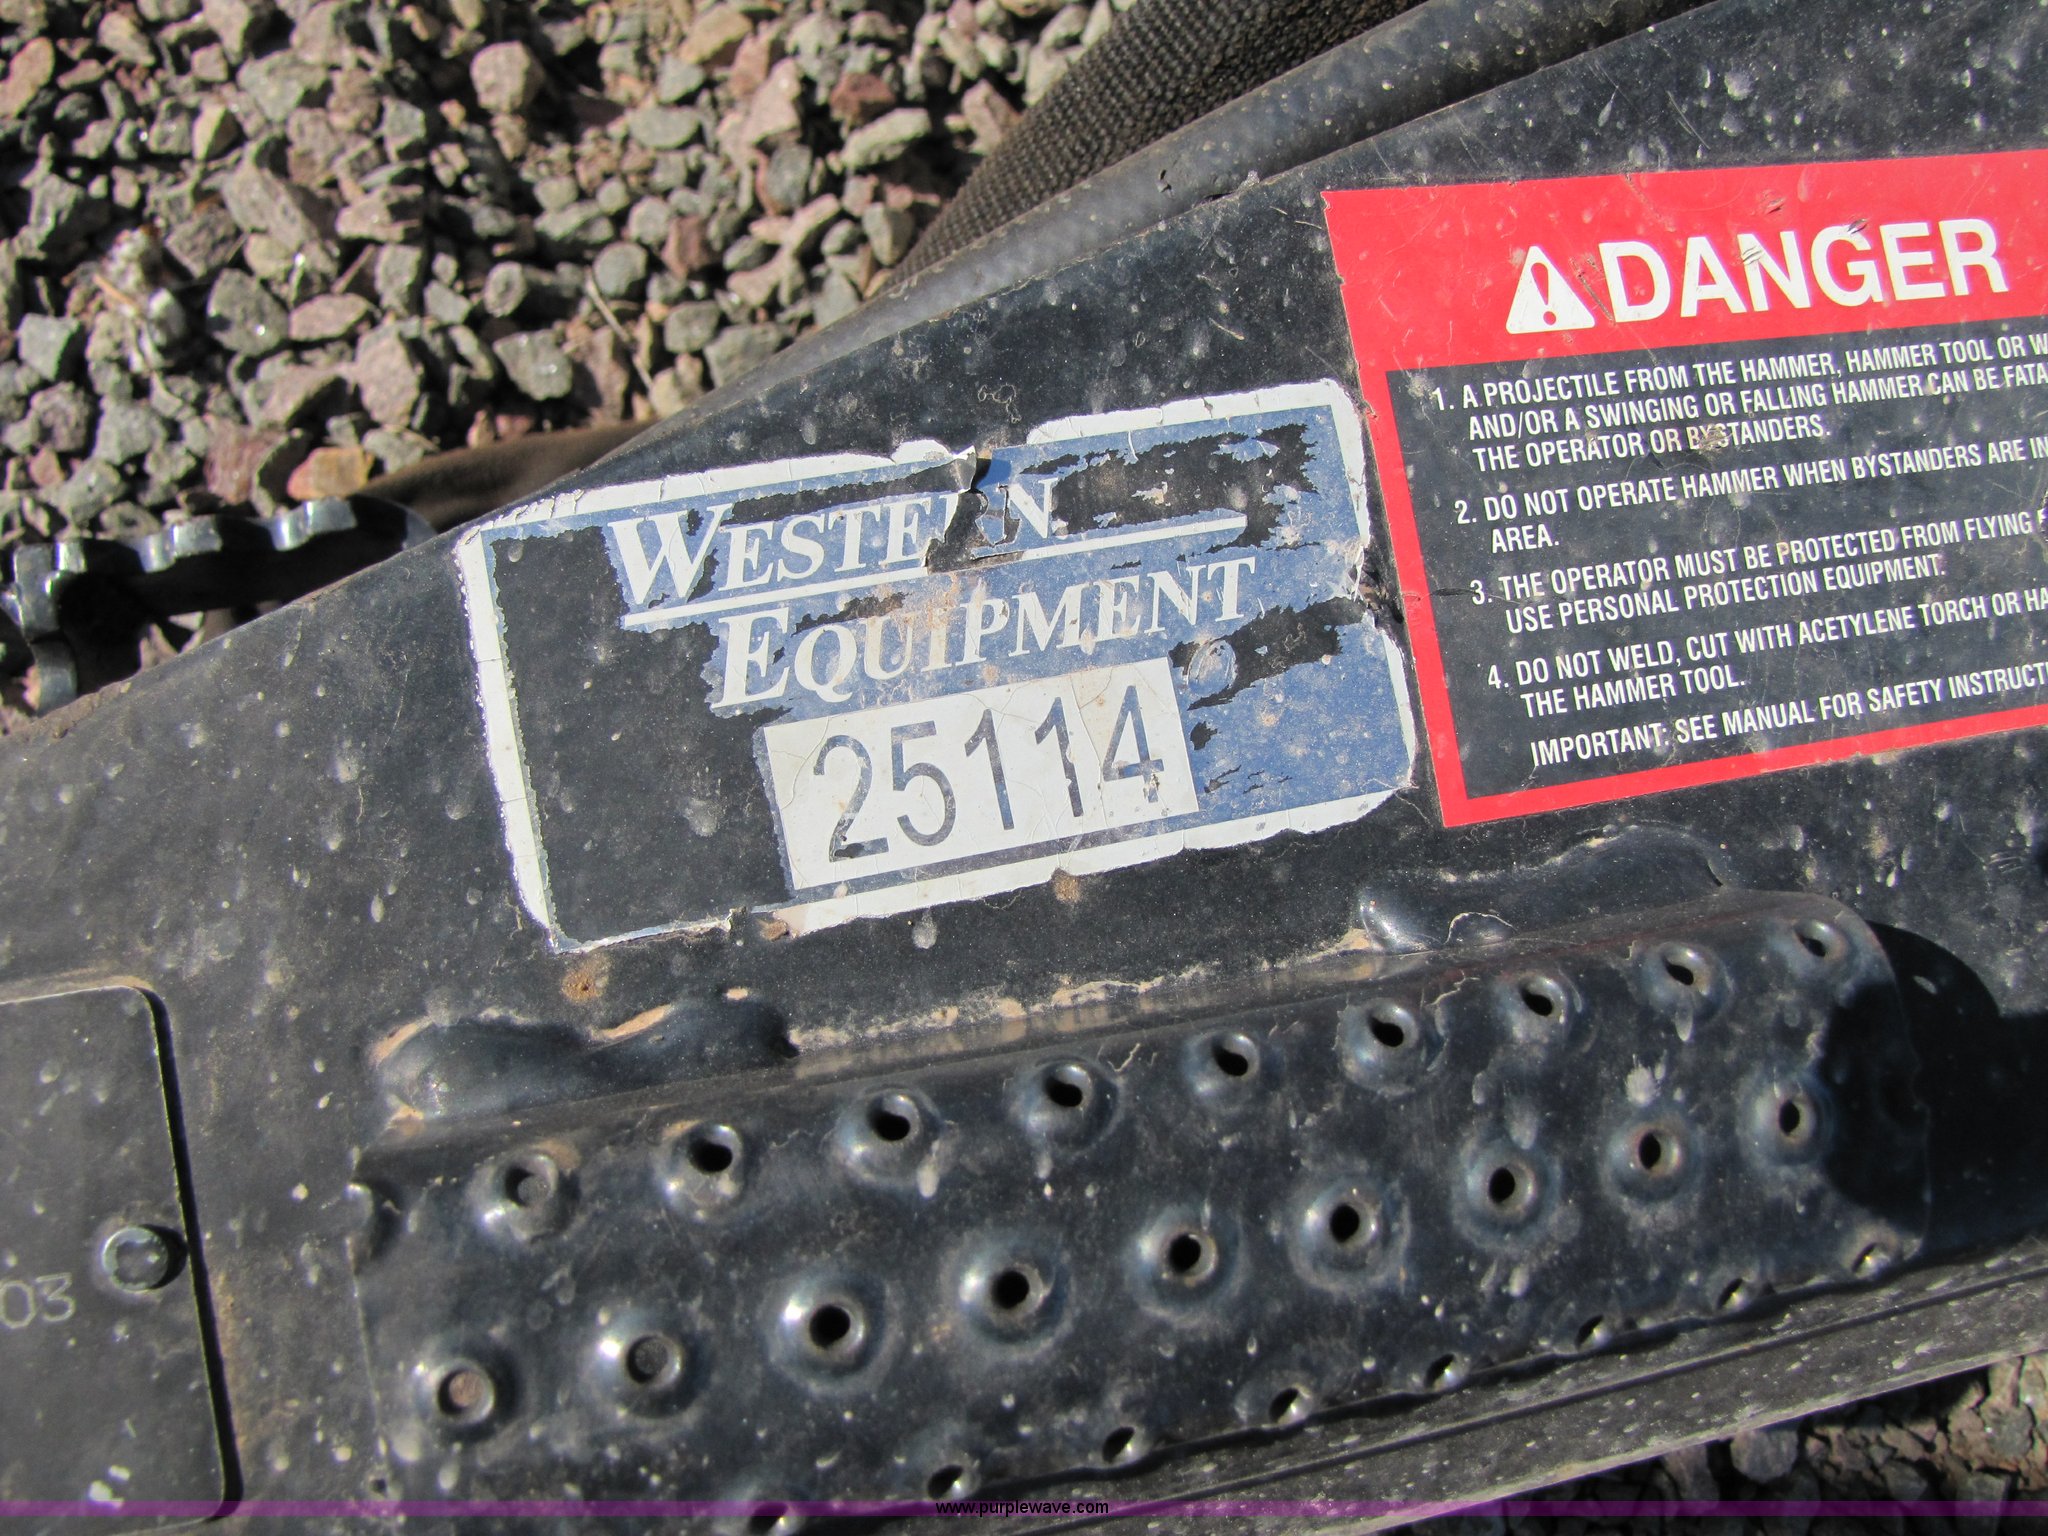 WESTERN
EQUIPMENT
25114
DANGER
1. A PROJECTILE FROM THE HAMMER, HAMMER TOOL OR
AND/OR A SWINGING OR FALLING HAMMER CAN BE
THE OPERATOR OR BYSTANDERS.
2. DO NOT OPERATE HAMMER WHEN BYSTANDERS ARE IN
AREA.
3. THE OPERATOR MUST BE PROTECTED FROM FLYING
USE PERSONAL PROTECTION EQUIPMENT.
4. DO NOT WELD, CUT WITH ACETYLENE TORCH OR
THE HAMMER TOOL.
IMPORTANT: SEE MANUAL FOR SAFETY
03
www.purplewave.com